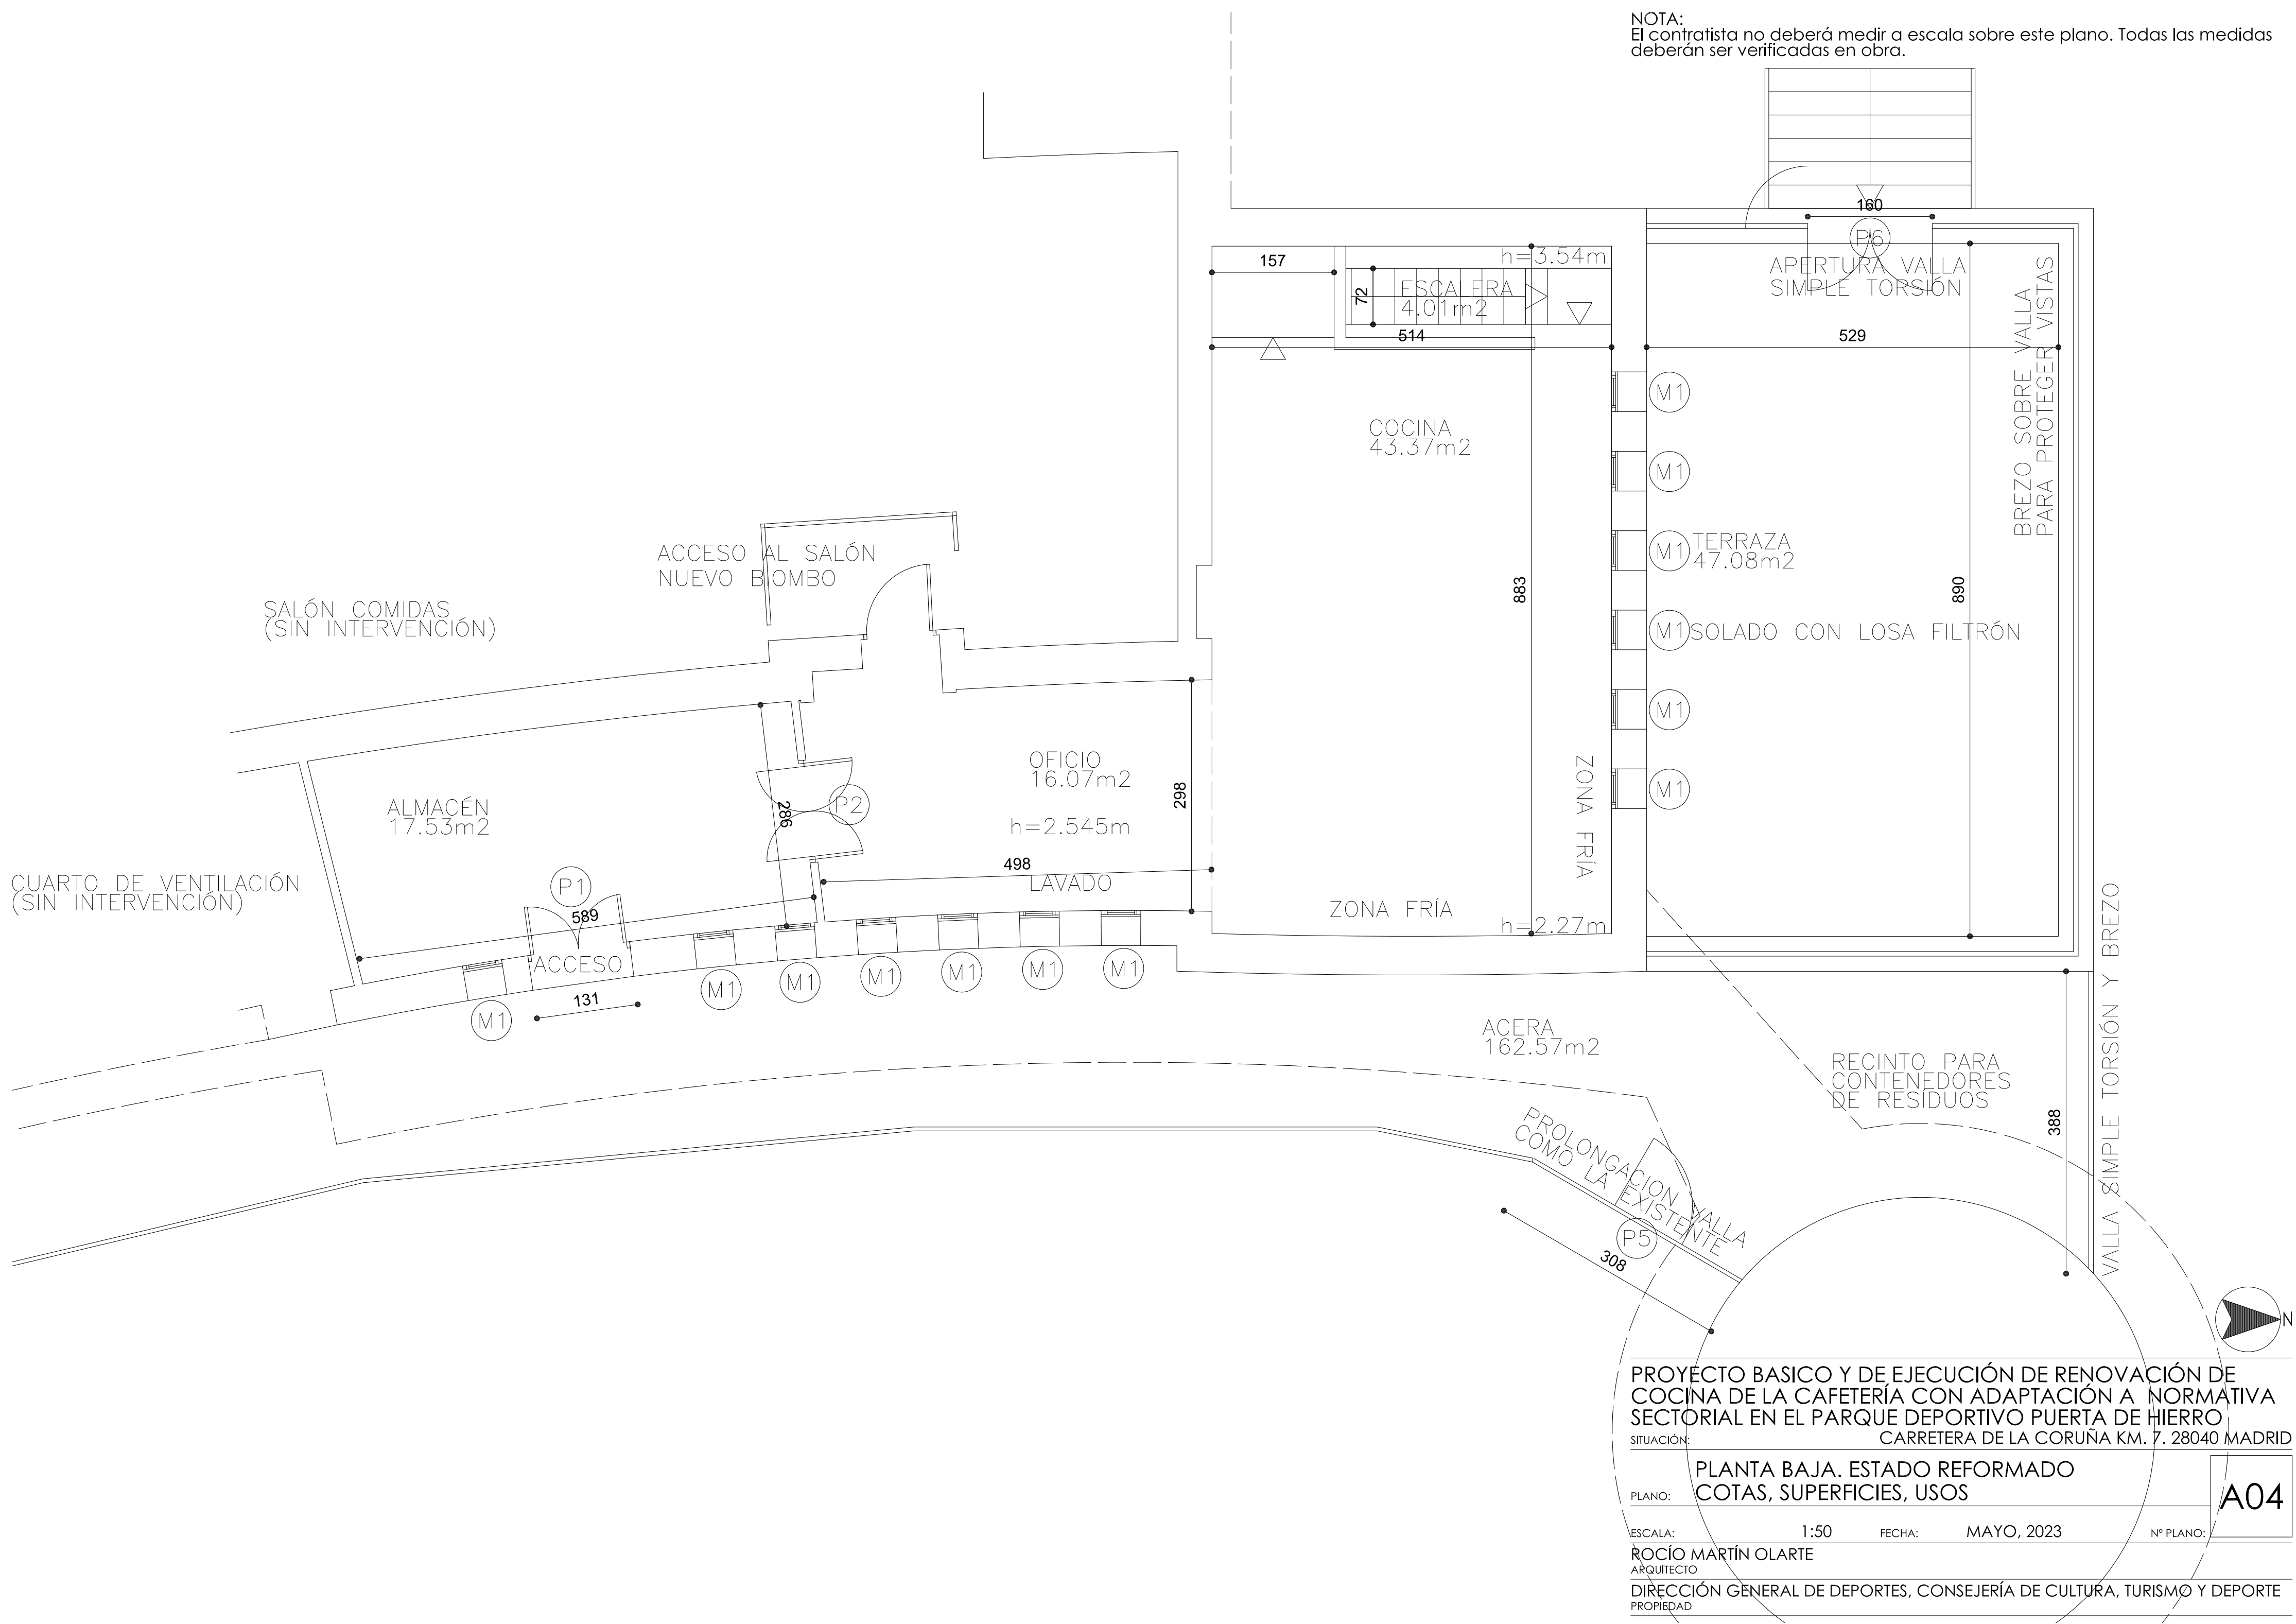 NOTA:
El contratista no deberá medir a escala sobre este plano. Todas las medidas
deberán ser verificadas en obra.
160
P6
APERTURA VALLA
SIMPLE TORSIÓN
157
h=3.54m
72
ESCALERA
4.01m2
514
529
BREZO SOBRE VALLA
PARA PROTEGER VISTAS
M1
COCINA
43.37m2
M1
M1
TERRAZA
47.08m2
883
890
M1
SOLADO CON LOSA FILTRÓN
M1
M1
ACCESO AL SALÓN
NUEVO BIOMBO
SALÓN COMIDAS
(SIN INTERVENCIÓN)
OFICIO
16.07m2
h=2.545m
298
ZONA FRÍA
ALMACÉN
17.53m2
286
P2
498
LAVADO
CUARTO DE VENTILACIÓN
(SIN INTERVENCIÓN)
P1
589
ACCESO
131
ZONA FRÍA
h=2.27m
M1
M1
M1
M1
M1
M1
M1
ACERA
162.57m2
RECINTO PARA
CONTENEDORES
DE RESIDUOS
388
VALLA SIMPLE TORSIÓN Y BREZO
PROLONGACION VALLA
COMO LA EXISTENTE
P5
308
N
PROYECTO BASICO Y DE EJECUCIÓN DE RENOVACIÓN DE
COCINA DE LA CAFETERÍA CON ADAPTACIÓN A NORMATIVA
SECTORIAL EN EL PARQUE DEPORTIVO PUERTA DE HIERRO
SITUACIÓN: CARRETERA DE LA CORUÑA KM. 7. 28040 MADRID
PLANTA BAJA. ESTADO REFORMADO
PLANO: COTAS, SUPERFICIES, USOS
A04
ESCALA: 1:50 FECHA: MAYO, 2023 Nº PLANO:
ROCÍO MARTÍN OLARTE
ARQUITECTO
DIRECCIÓN GENERAL DE DEPORTES, CONSEJERÍA DE CULTURA, TURISMO Y DEPORTE
PROPIEDAD